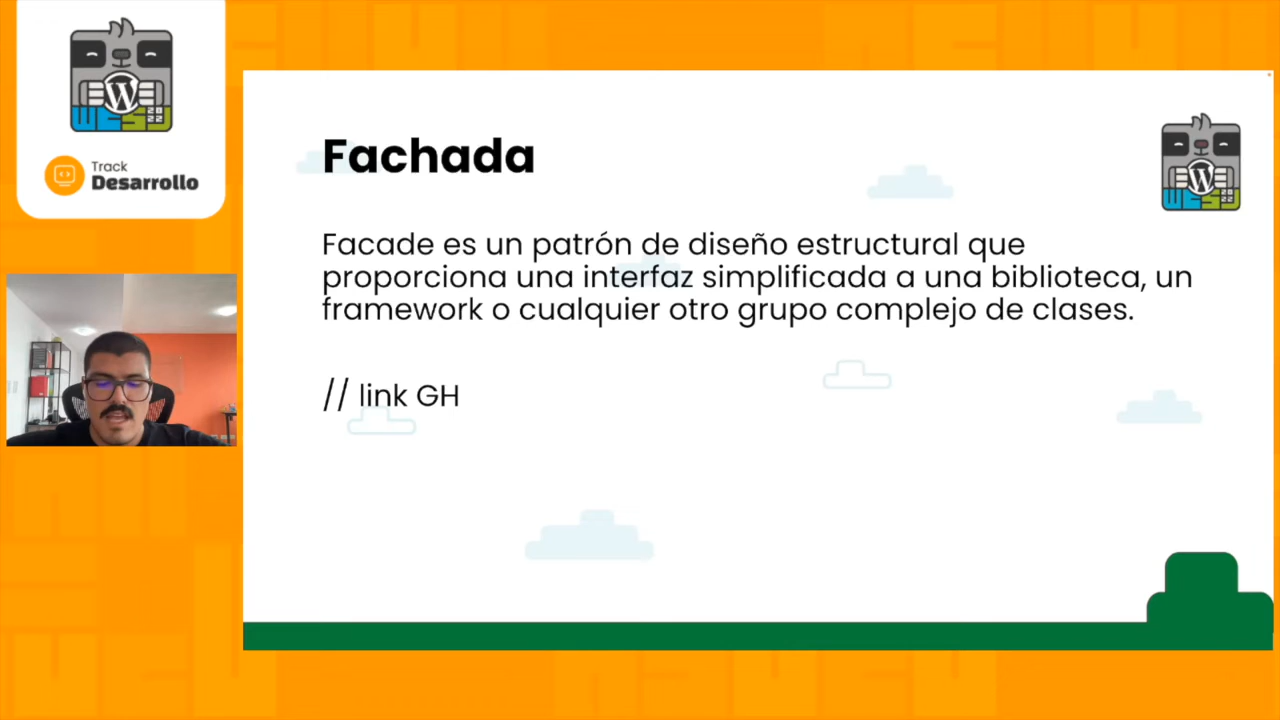 Track
Desarrollo
Fachada
Facade es un patrón de diseño estructural que
proporciona una interfaz simplificada a una biblioteca, un
framework o cualquier otro grupo complejo de clases.
// link GH